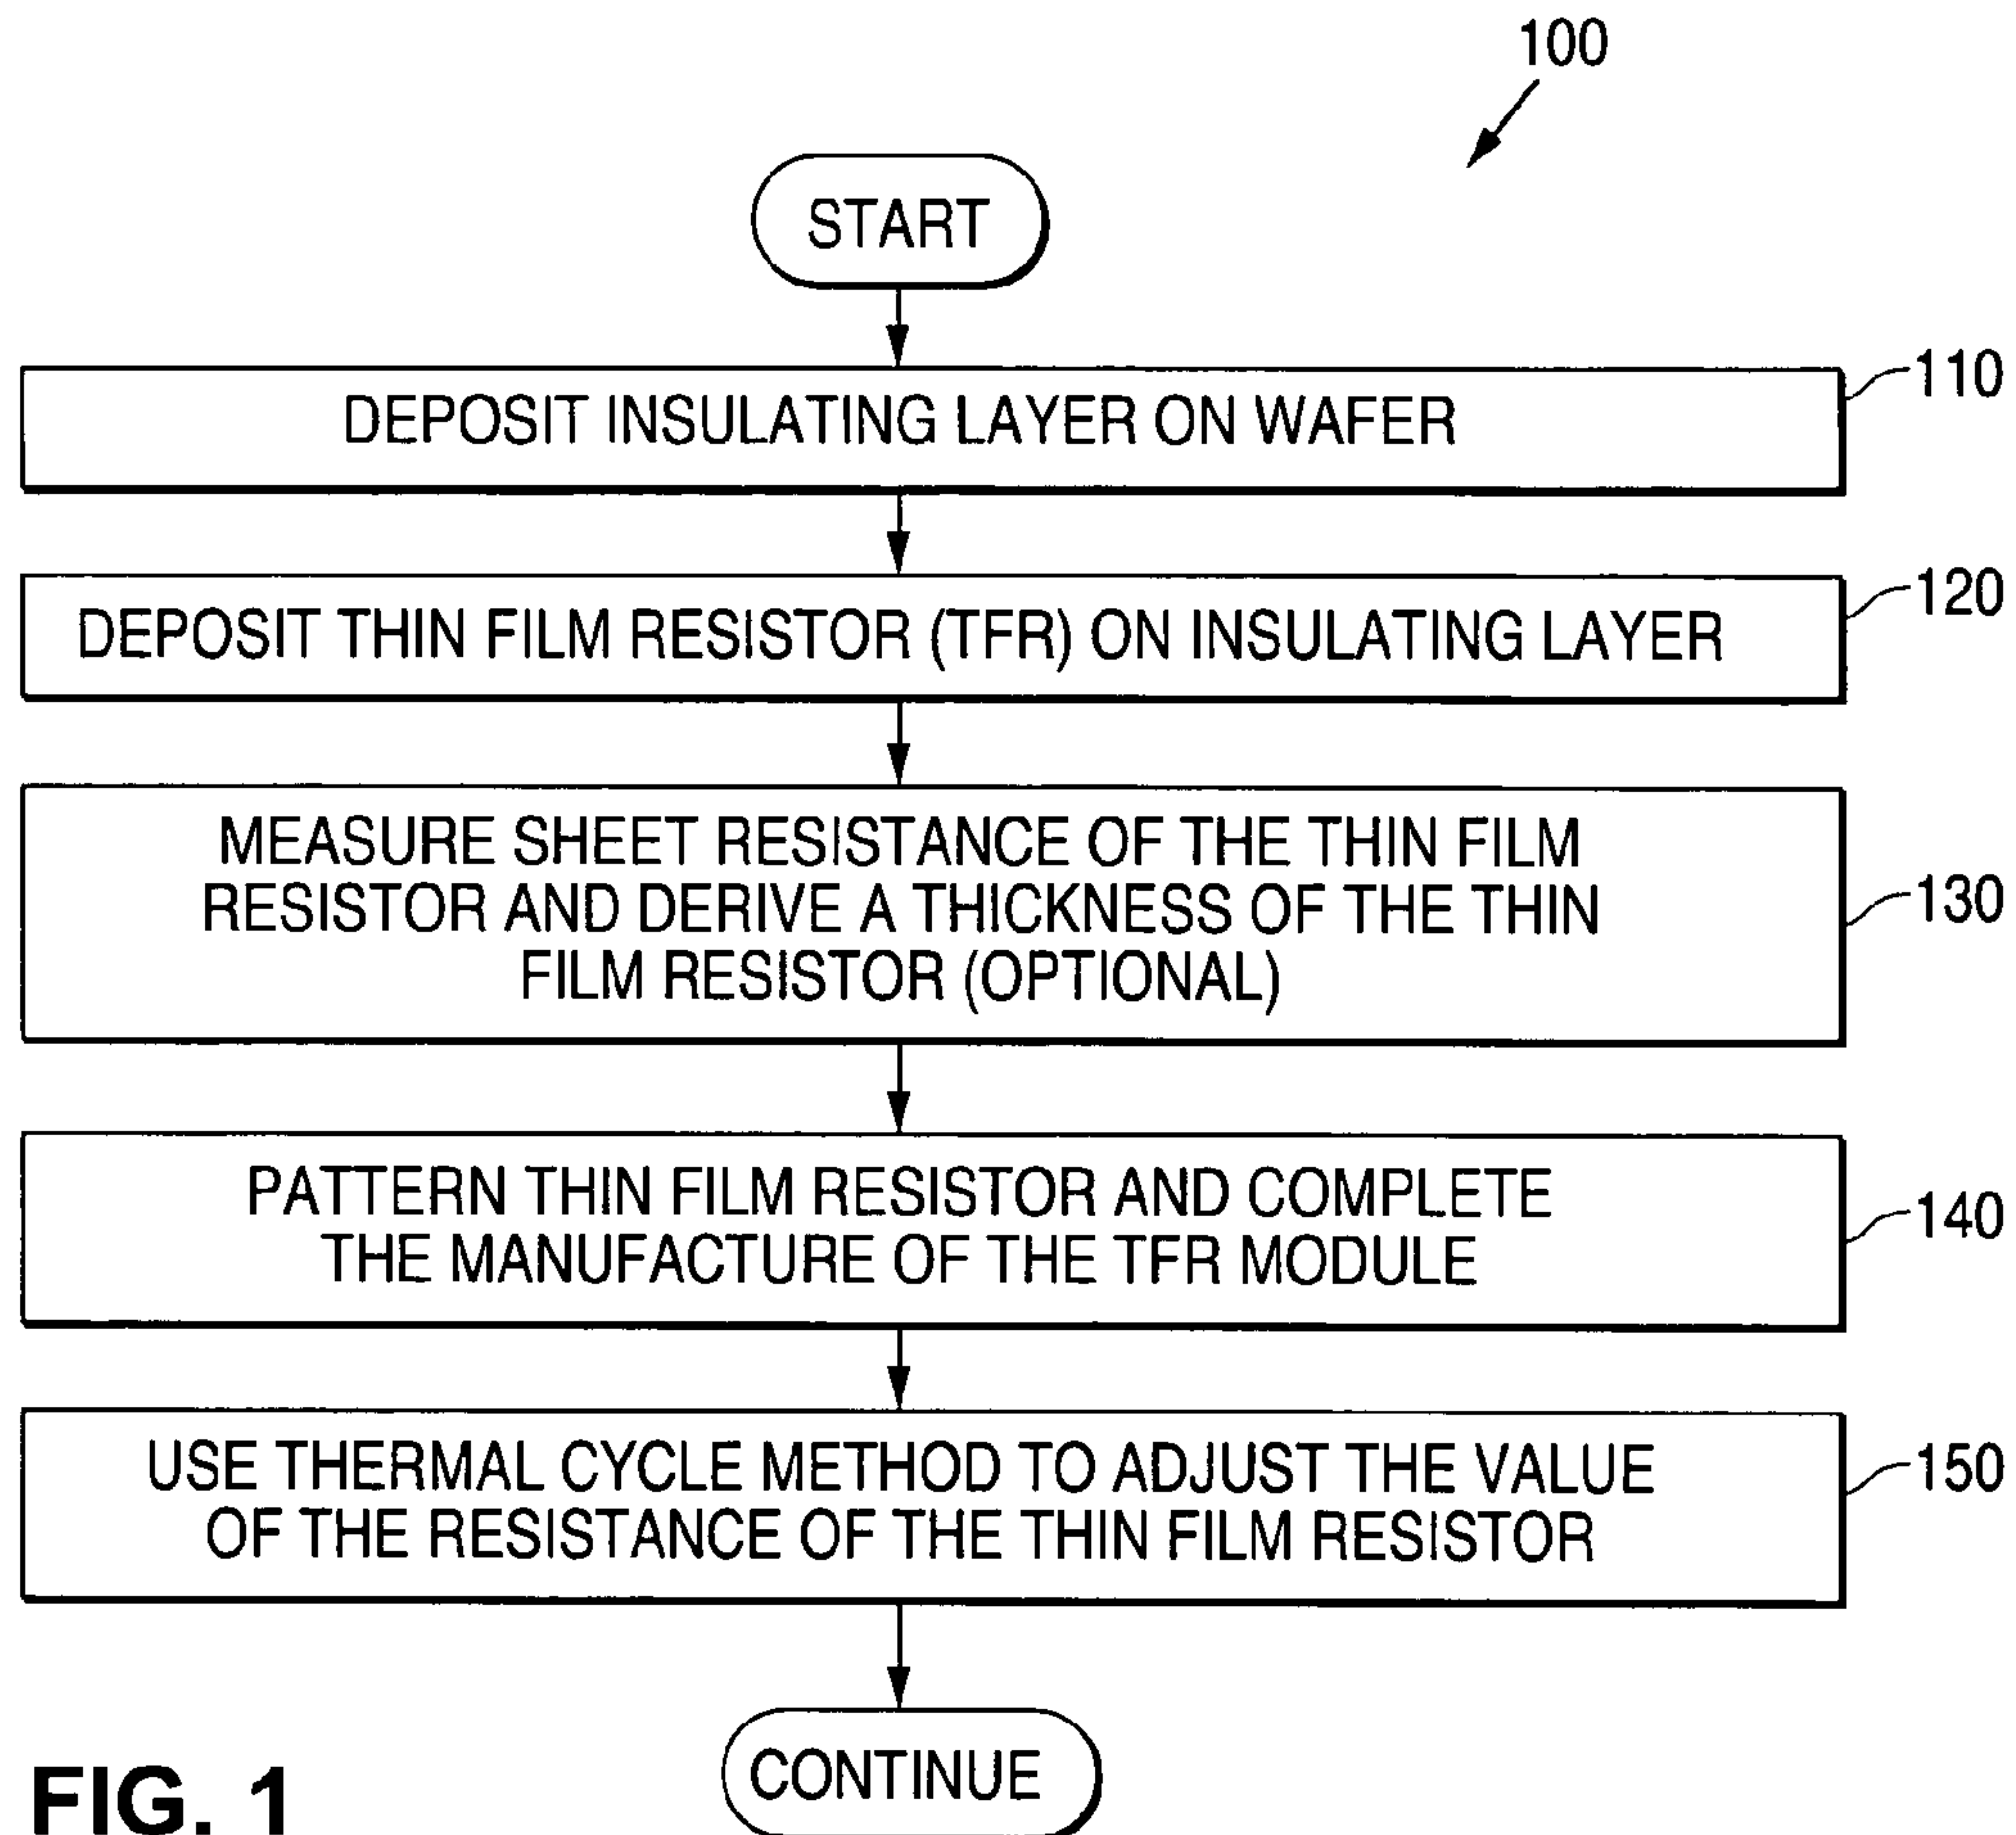 100
START
110
DEPOSIT INSULATING LAYER ON WAFER
120
DEPOSIT THIN FILM RESISTOR (TFR) ON INSULATING LAYER
MEASURE SHEET RESISTANCE OF THE THIN FILM
RESISTOR AND DERIVE A THICKNESS OF THE THIN
FILM RESISTOR (OPTIONAL)
130
PATTERN THIN FILM RESISTOR AND COMPLETE
THE MANUFACTURE OF THE TFR MODULE
140
USE THERMAL CYCLE METHOD TO ADJUST THE VALUE
OF THE RESISTANCE OF THE THIN FILM RESISTOR
150
CONTINUE
FIG. 1